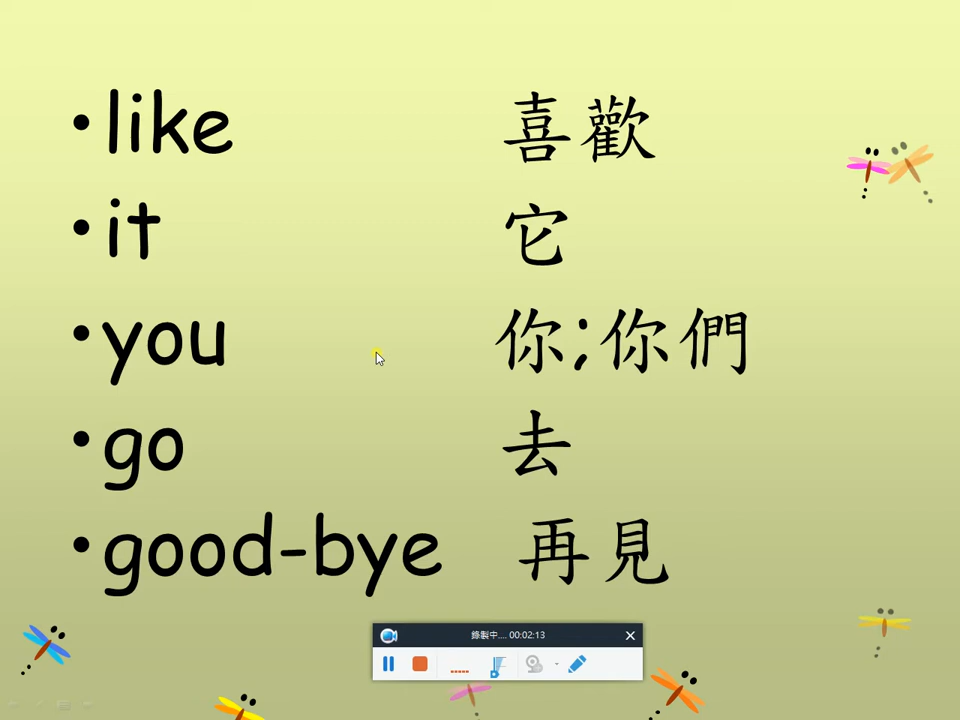 •like 喜歡
•it 它
•you 你;你們
•go 去
•good-bye 再見
錄製中.... 00:02:13